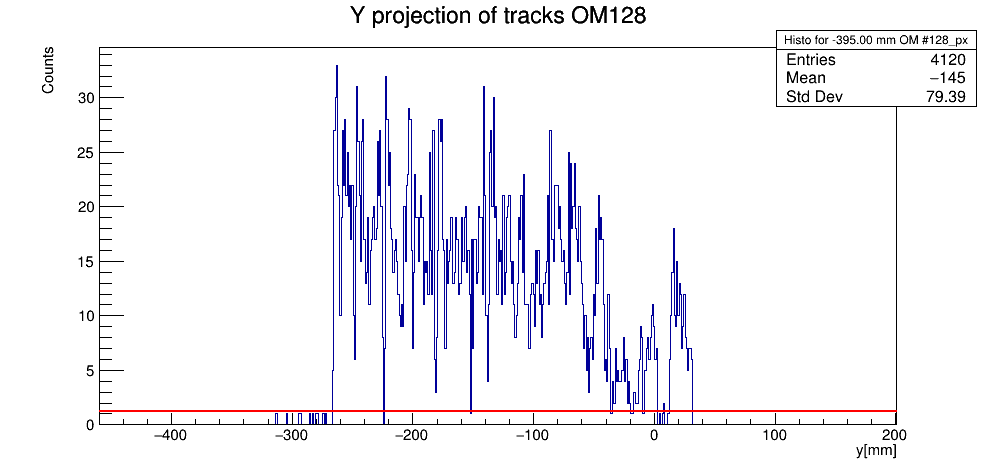 Y projection of tracks OM128
Histo for -395.00 mm OM #128_px
Entries 4120
Mean −145
Std Dev 79.39
Counts
30
25
20
15
10
5
0
−400 −300 −200 −100 0 100 200
y[mm]